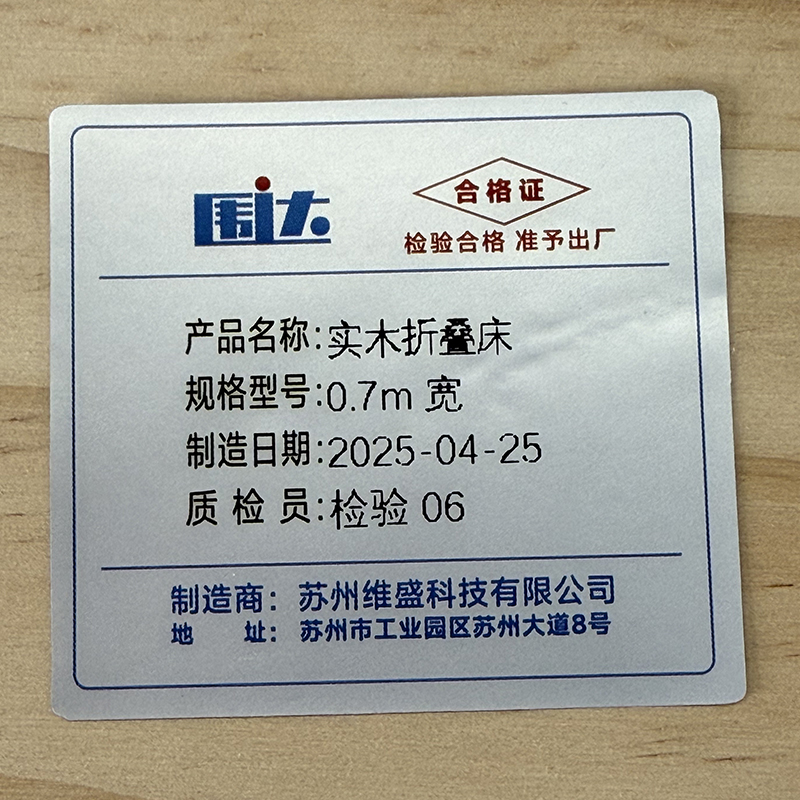 围达
合格证
检验合格 准予出厂
产品名称:实木折叠床
规格型号:0.7m 宽
制造日期:2025-04-25
质检员:检验 06
制造商：苏州维盛科技有限公司
地址：苏州市工业园区苏州大道8号